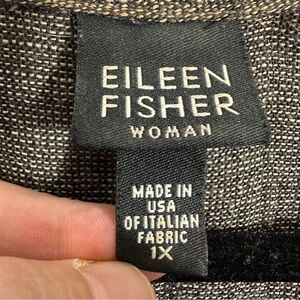 EILEEN
FISHER
WOMAN
MADE IN
USA
OF ITALIAN
FABRIC
1X